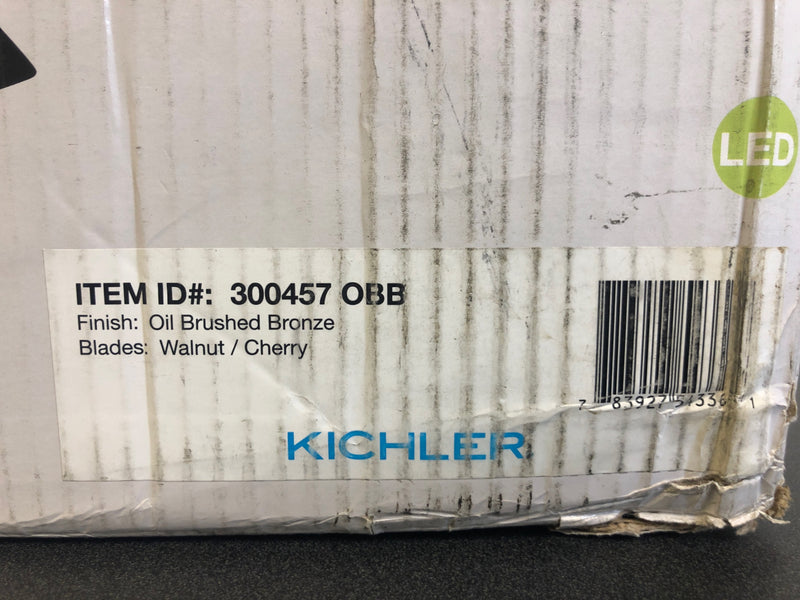 LED
ITEM ID#: 300457 OBB
Finish: Oil Brushed Bronze
Blades: Walnut / Cherry
KICHLER